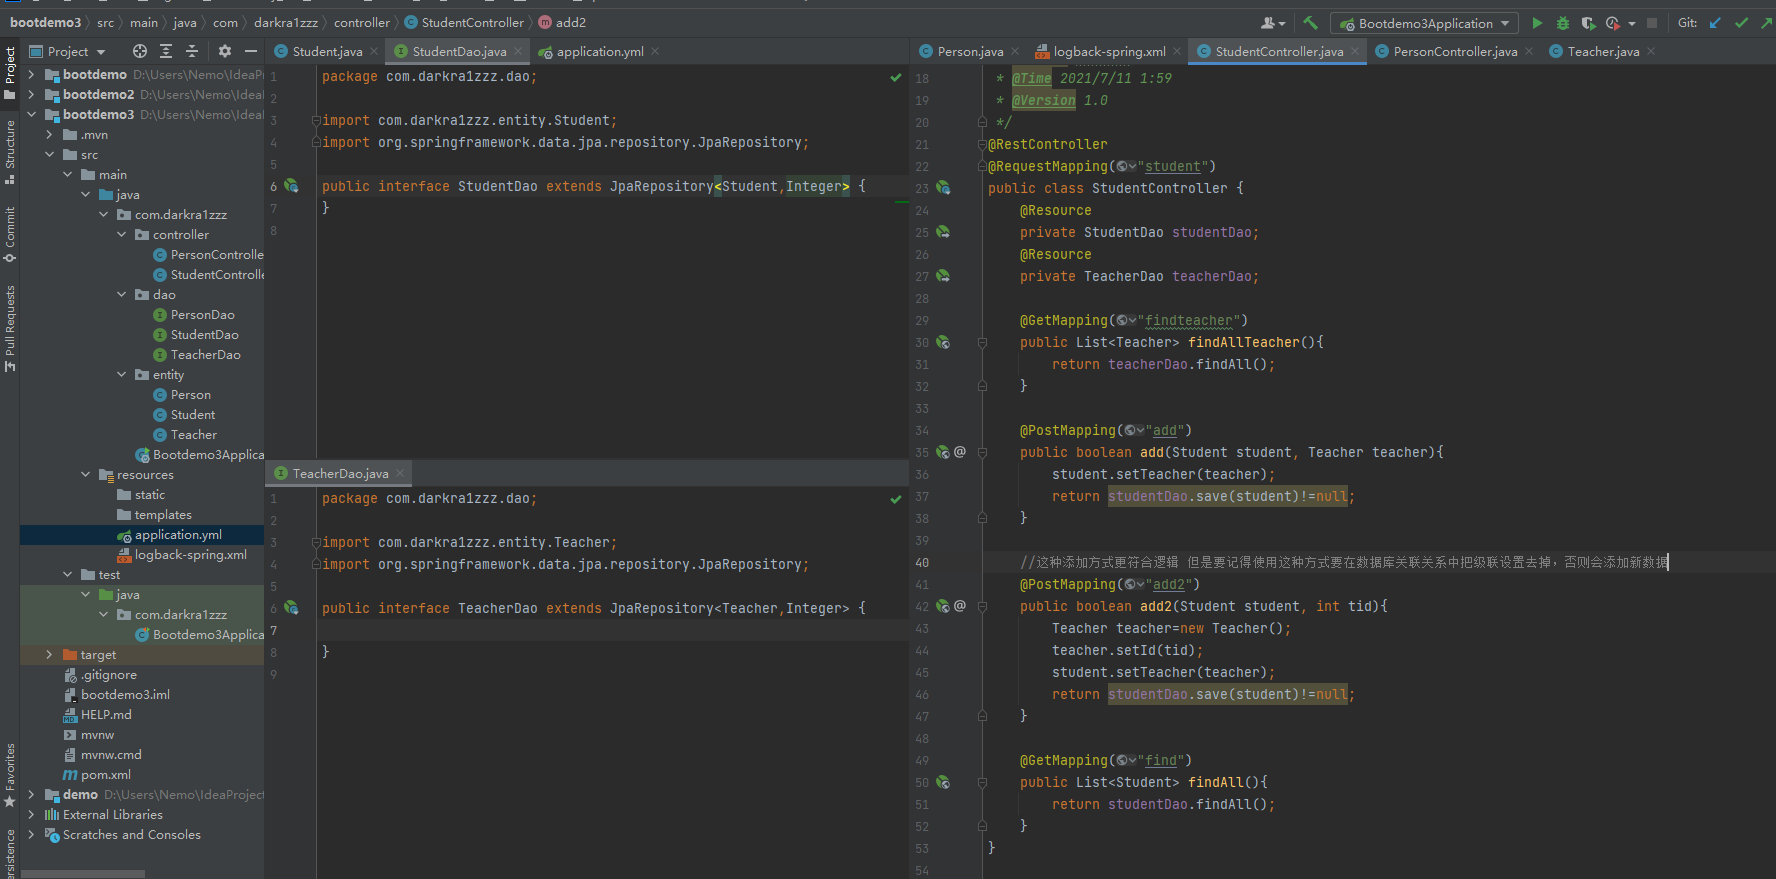 bootdemo3 src main java com darkra1zzz controller StudentController add2
Bootdemo3Application Git:
Project
Project
Structure
Commit
Pull Requests
Favorites
bootdemo D:\Users\Nemo\IdeaProj
bootdemo2 D:\Users\Nemo\Idea
bootdemo3 D:\Users\Nemo\Idea
.mvn
src
main
java
com.darkra1zzz
controller
PersonControlle
StudentControlle
dao
PersonDao
StudentDao
TeacherDao
entity
Person
Student
Teacher
Bootdemo3Applica
resources
static
templates
application.yml
logback-spring.xml
test
java
com.darkra1zzz
Bootdemo3Applica
target
.gitignore
bootdemo3.iml
HELP.md
mvnw
mvnw.cmd
pom.xml
demo D:\Users\Nemo\IdeaProject
External Libraries
Scratches and Consoles
Student.java StudentDao.java application.yml
1 package com.darkra1zzz.dao;
2
3 import com.darkra1zzz.entity.Student;
4 import org.springframework.data.jpa.repository.JpaRepository;
5
6 public interface StudentDao extends JpaRepository<Student,Integer> {
7 }
8
TeacherDao.java
1 package com.darkra1zzz.dao;
2
3 import com.darkra1zzz.entity.Teacher;
4 import org.springframework.data.jpa.repository.JpaRepository;
5
6 public interface TeacherDao extends JpaRepository<Teacher,Integer> {
7
8 }
9
Person.java logback-spring.xml StudentController.java PersonController.java Teacher.java
18 * @Time 2021/7/11 1:59
19 * @Version 1.0
20 */
21 @RestController
22 @RequestMapping("student")
23 public class StudentController {
24 @Resource
25 private StudentDao studentDao;
26 @Resource
27 private TeacherDao teacherDao;
28
29 @GetMapping("findteacher")
30 public List<Teacher> findAllTeacher(){
31 return teacherDao.findAll();
32 }
33
34 @PostMapping("add")
35 @ public boolean add(Student student, Teacher teacher){
36 student.setTeacher(teacher);
37 return studentDao.save(student)!=null;
38 }
39
40 //这种添加方式更符合逻辑 但是要记得使用这种方式要在数据库关联关系中把级联设置去掉，否则会添加新数据
41 @PostMapping("add2")
42 @ public boolean add2(Student student, int tid){
43 Teacher teacher=new Teacher();
44 teacher.setId(tid);
45 student.setTeacher(teacher);
46 return studentDao.save(student)!=null;
47 }
48
49 @GetMapping("find")
50 public List<Student> findAll(){
51 return studentDao.findAll();
52 }
53 }
54